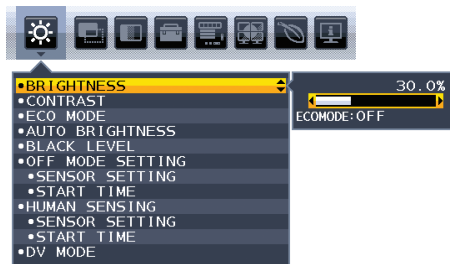 •BRIGHTNESS
•CONTRAST
•ECO MODE
•AUTO BRIGHTNESS
•BLACK LEVEL
•OFF MODE SETTING
•SENSOR SETTING
•START TIME
•HUMAN SENSING
•SENSOR SETTING
•START TIME
•DV MODE
30.0%
ECOMODE:OFF